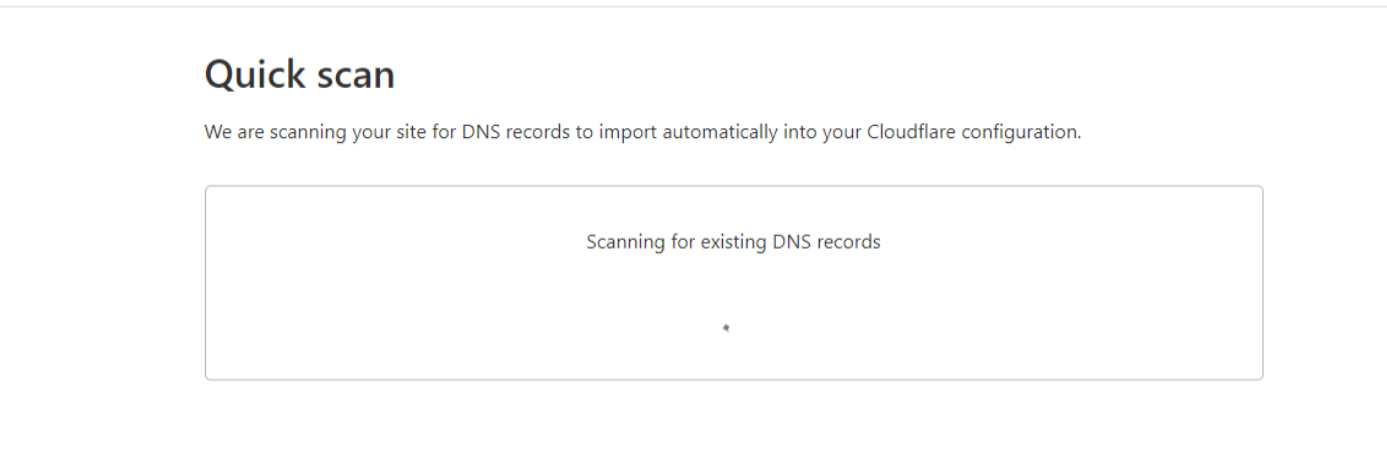 Quick scan
We are scanning your site for DNS records to import automatically into your Cloudflare configuration.
Scanning for existing DNS records